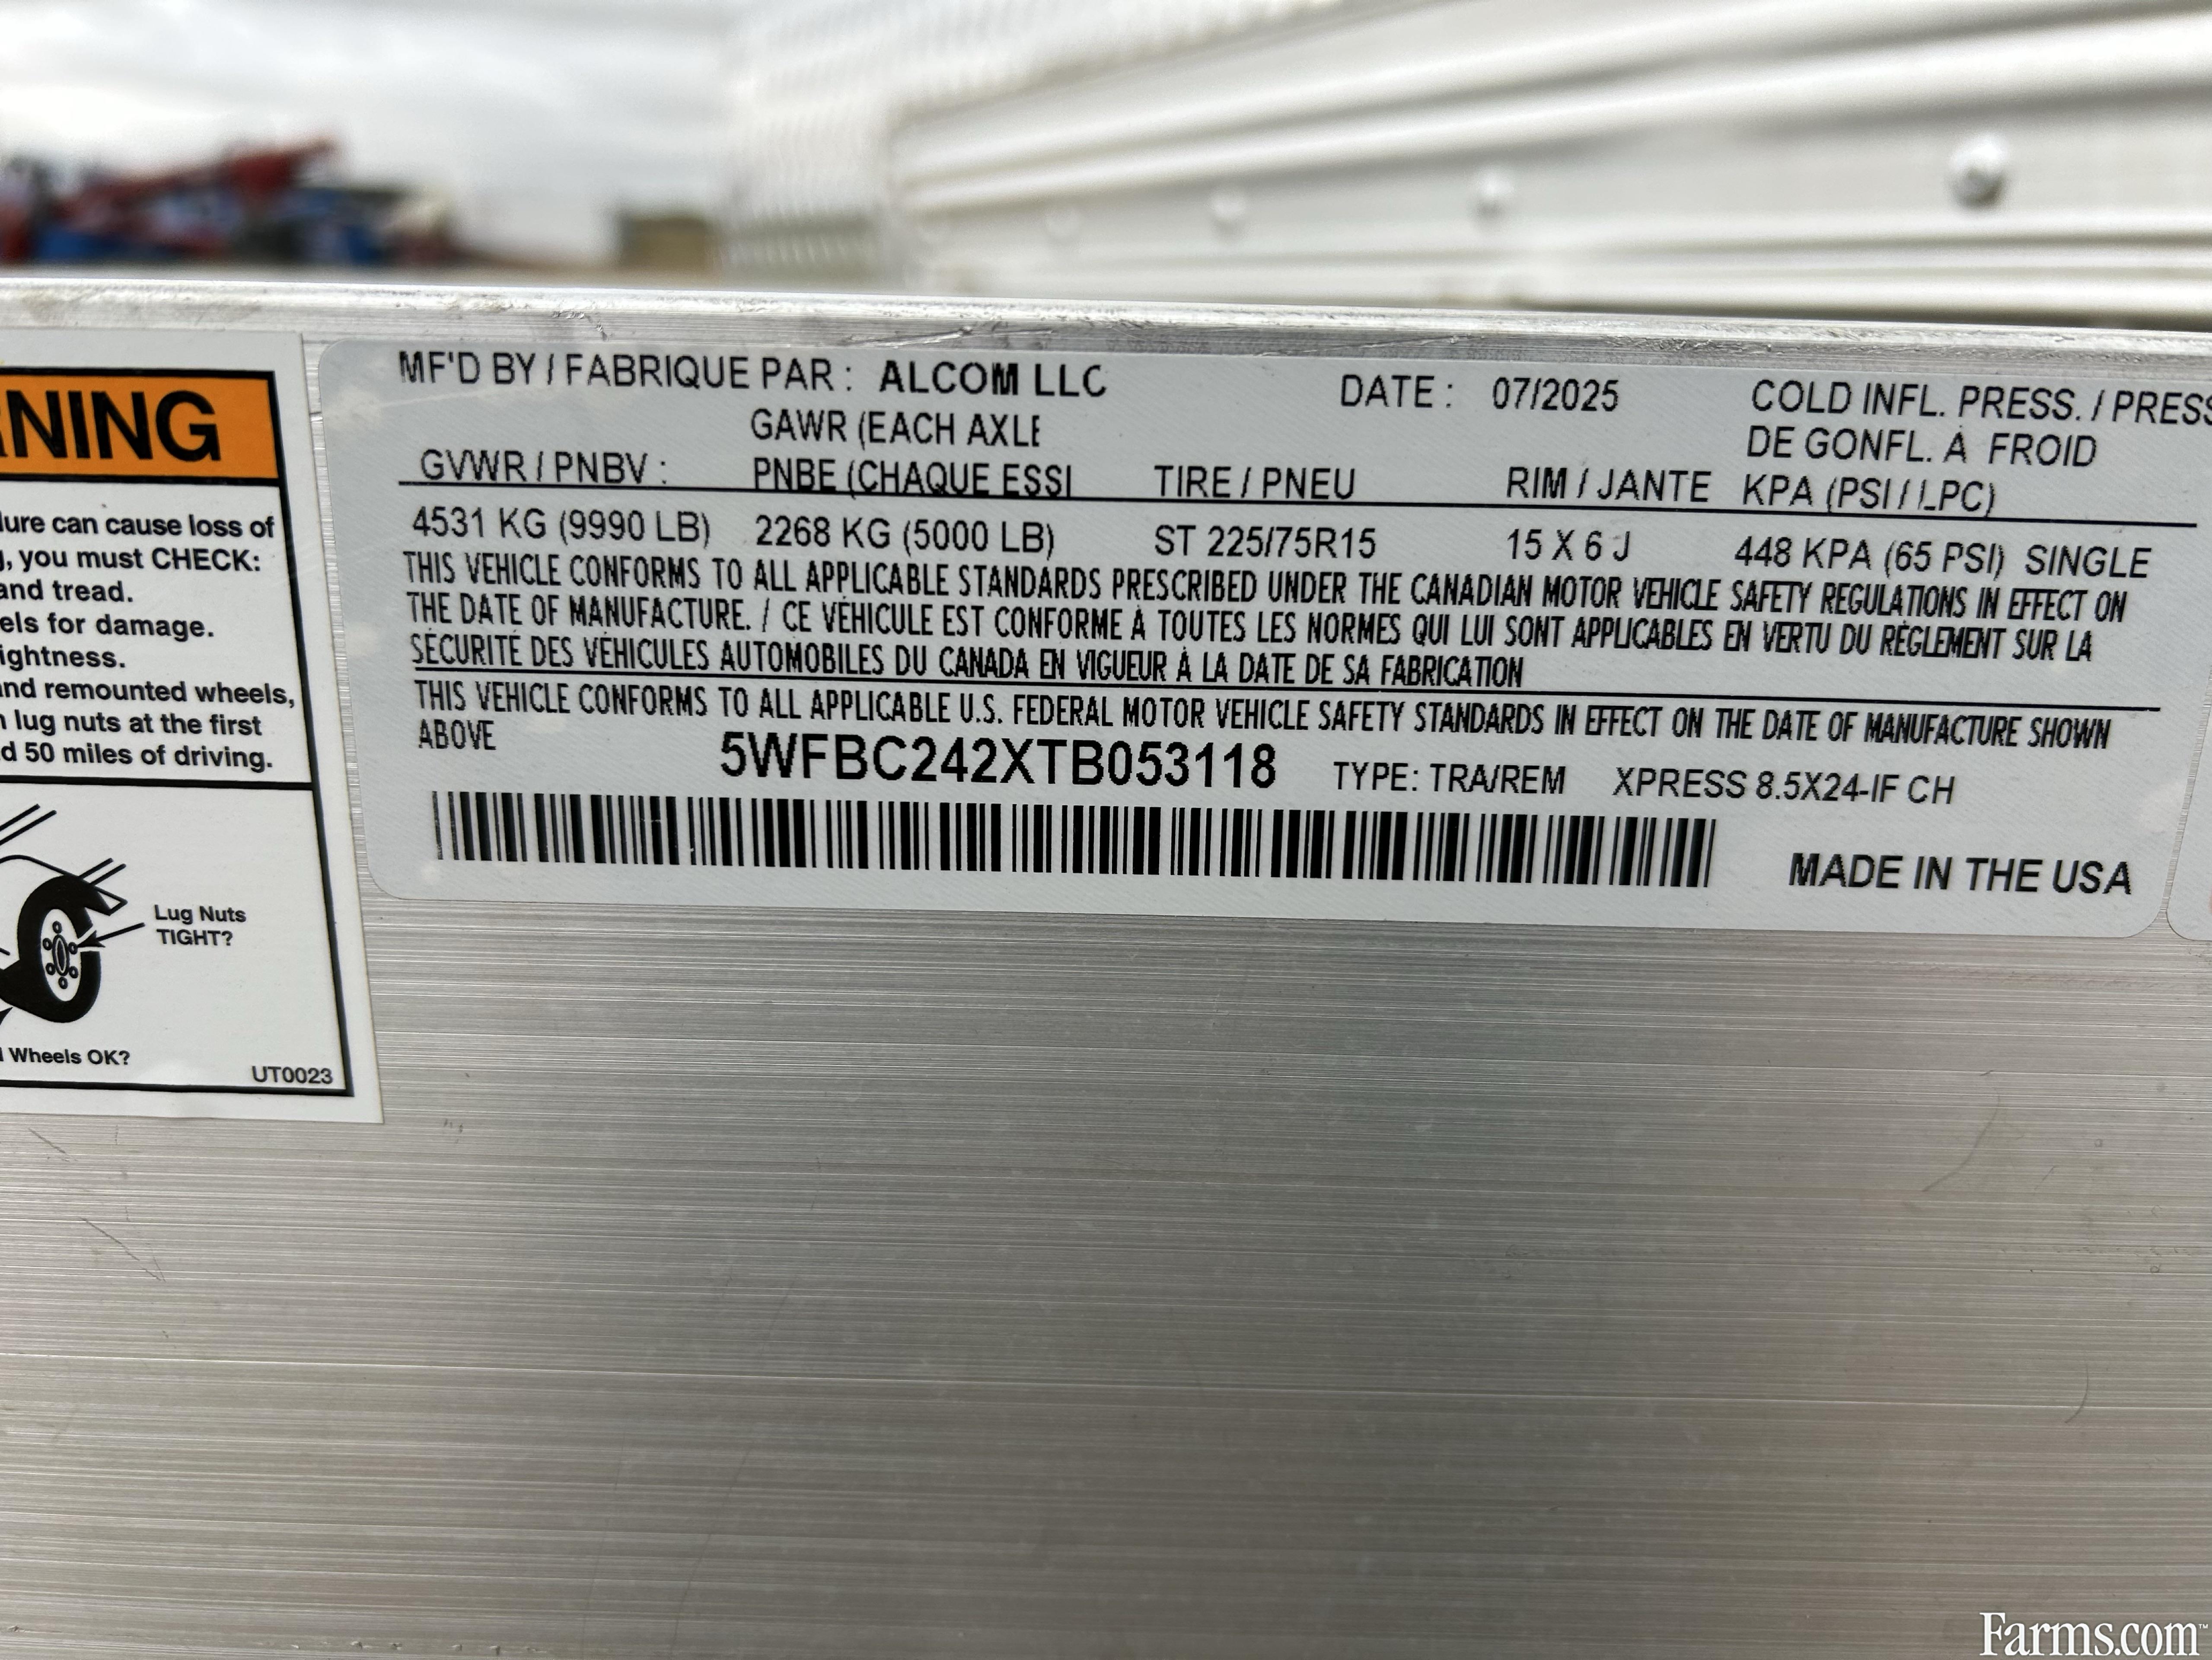 NING
lure can cause loss of
, you must CHECK:
and tread.
els for damage.
ightness.
and remounted wheels,
lug nuts at the first
d 50 miles of driving.
Lug Nuts
TIGHT?
Wheels OK?
UT0023
MF'D BY / FABRIQUE PAR : ALCOM LLC DATE : 07/2025 COLD INFL. PRESS. / PRESS
GAWR (EACH AXLE DE GONFL. À FROID
GVWR / PNBV : PNBE (CHAQUE ESSI TIRE / PNEU RIM / JANTE KPA (PSI / LPC)
4531 KG (9990 LB) 2268 KG (5000 LB) ST 225/75R15 15 X 6 J 448 KPA (65 PSI) SINGLE
THIS VEHICLE CONFORMS TO ALL APPLICABLE STANDARDS PRESCRIBED UNDER THE CANADIAN MOTOR VEHICLE SAFETY REGULATIONS IN EFFECT ON
THE DATE OF MANUFACTURE. / CE VÉHICULE EST CONFORME À TOUTES LES NORMES QUI LUI SONT APPLICABLES EN VERTU DU RÈGLEMENT SUR LA
SÉCURITÉ DES VÉHICULES AUTOMOBILES DU CANADA EN VIGUEUR À LA DATE DE SA FABRICATION
THIS VEHICLE CONFORMS TO ALL APPLICABLE U.S. FEDERAL MOTOR VEHICLE SAFETY STANDARDS IN EFFECT ON THE DATE OF MANUFACTURE SHOWN
ABOVE
5WFBC242XTB053118 TYPE: TRA/REM XPRESS 8.5X24-IF CH
MADE IN THE USA
Farms.com™